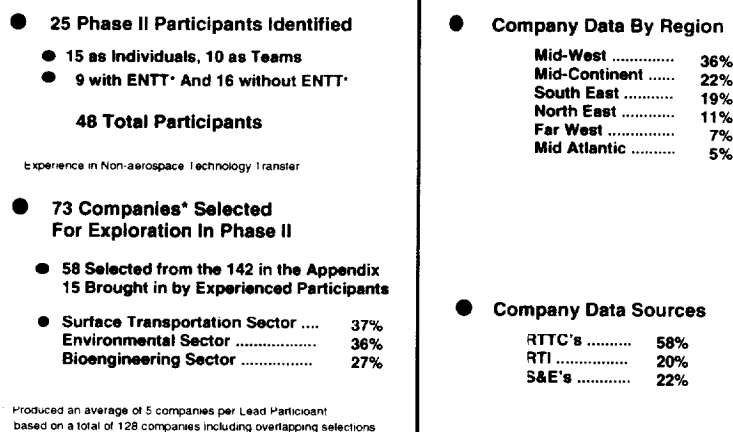 ● 25 Phase II Participants Identified
● 15 as Individuals, 10 as Teams
● 9 with ENTT* And 16 without ENTT*
48 Total Participants
Experience in Non-aerospace Technology Transfer
● 73 Companies* Selected
For Exploration In Phase II
● 58 Selected from the 142 in the Appendix
15 Brought in by Experienced Participants
● Surface Transportation Sector .... 37%
Environmental Sector .................. 36%
Bioengineering Sector ................ 27%
Produced an average of 5 companies per Lead Participant
based on a total of 128 companies including overlapping selections
● Company Data By Region
Mid-West .............. 36%
Mid-Continent ...... 22%
South East ........... 19%
North East ............ 11%
Far West ............... 7%
Mid Atlantic .......... 5%
● Company Data Sources
RTTC's .......... 58%
RTI ................ 20%
S&E's ............ 22%